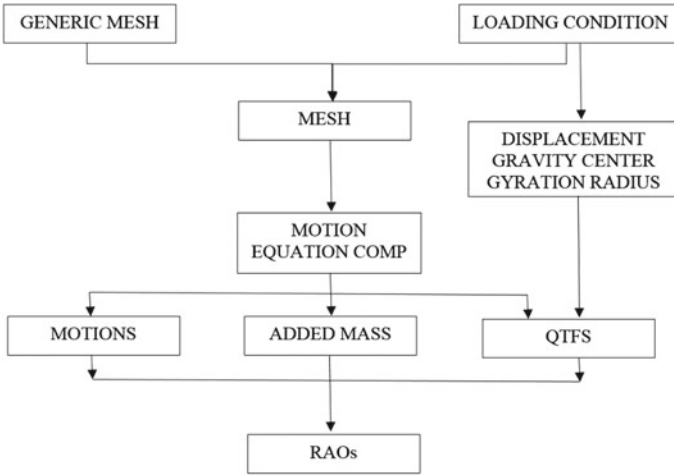 GENERIC MESH
LOADING CONDITION
MESH
DISPLACEMENT
GRAVITY CENTER
GYRATION RADIUS
MOTION
EQUATION COMP
MOTIONS
ADDED MASS
QTFS
RAOs